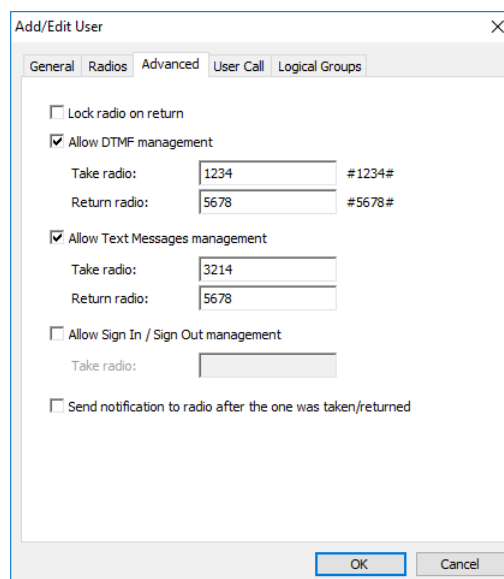 Add/Edit User
General Radios Advanced User Call Logical Groups
Lock radio on return
Allow DTMF management
Take radio: 1234 #1234#
Return radio: 5678 #5678#
Allow Text Messages management
Take radio: 3214
Return radio: 5678
Allow Sign In / Sign Out management
Take radio:
Send notification to radio after the one was taken/returned
OK Cancel